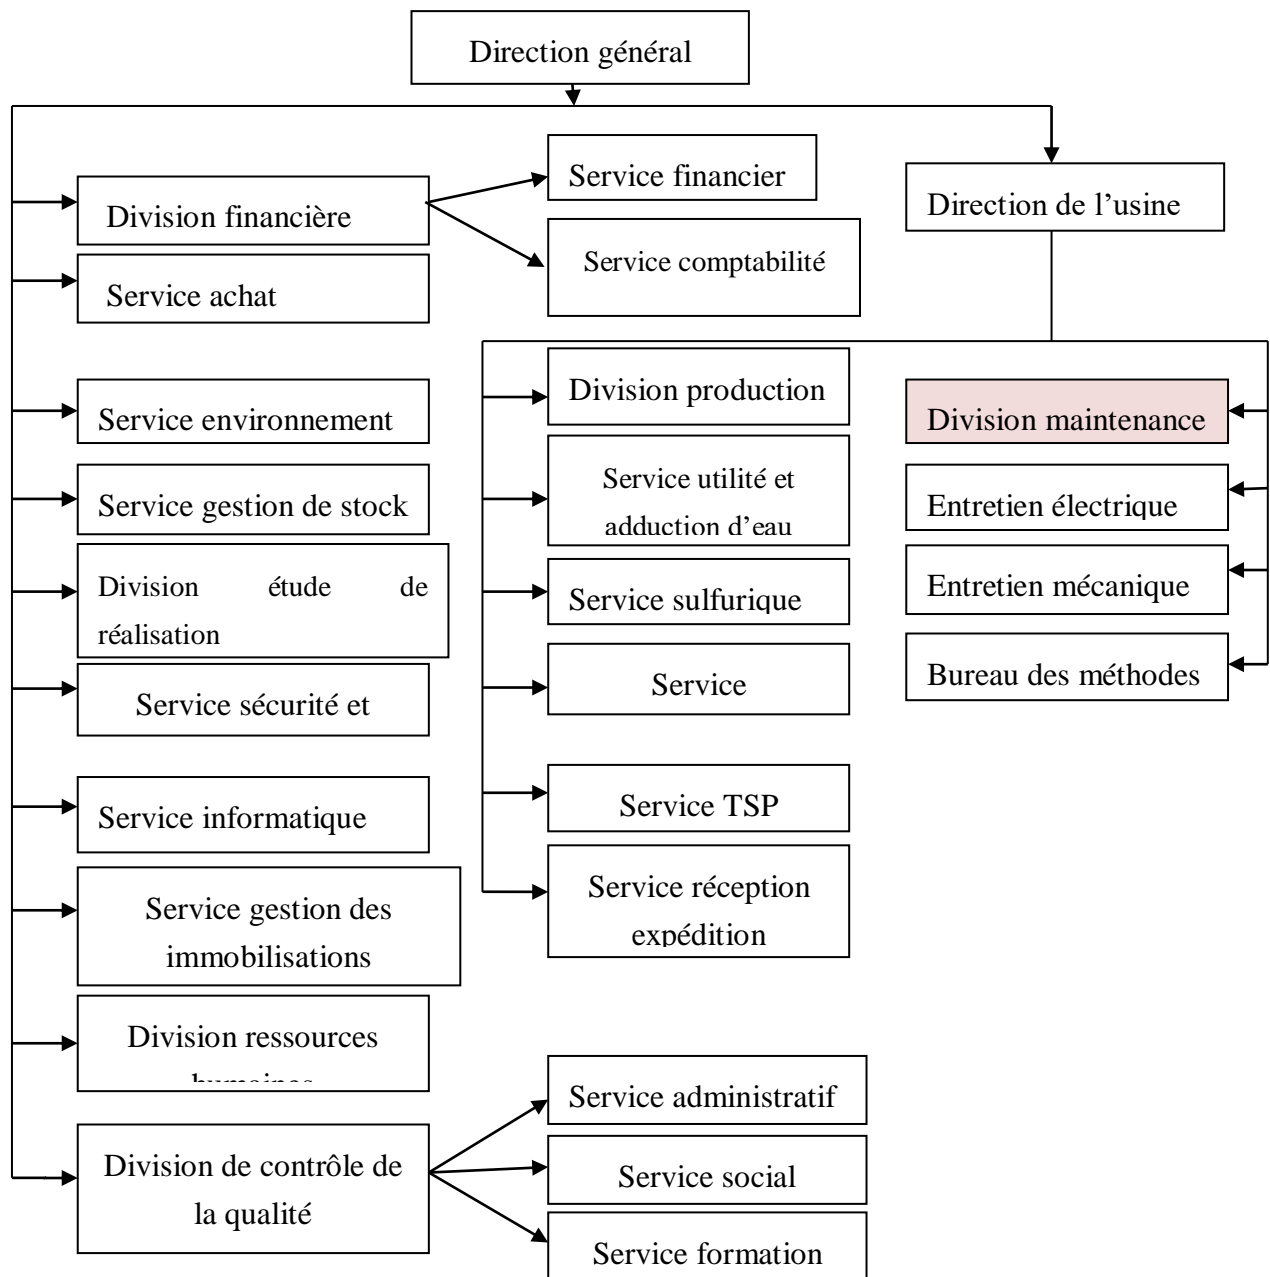 Direction général
Division financière
Service financier
Service comptabilité
Service achat
Service environnement
Service gestion de stock
Division étude de
réalisation
Service sécurité et
Service informatique
Service gestion des
immobilisations
Division ressources
humaines
Division de contrôle de
la qualité
Service administratif
Service social
Service formation
Direction de l’usine
Division production
Service utilité et
adduction d’eau
Service sulfurique
Service
Service TSP
Service réception
expédition
Division maintenance
Entretien électrique
Entretien mécanique
Bureau des méthodes